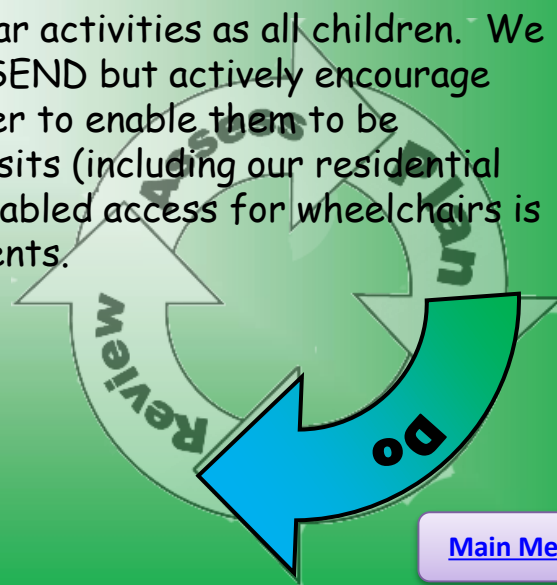 ar activities as all children. We
SEND but actively encourage
er to enable them to be
sits (including our residential
abled access for wheelchairs is
ents.
Assess
Plan
Do
Review
Main Me